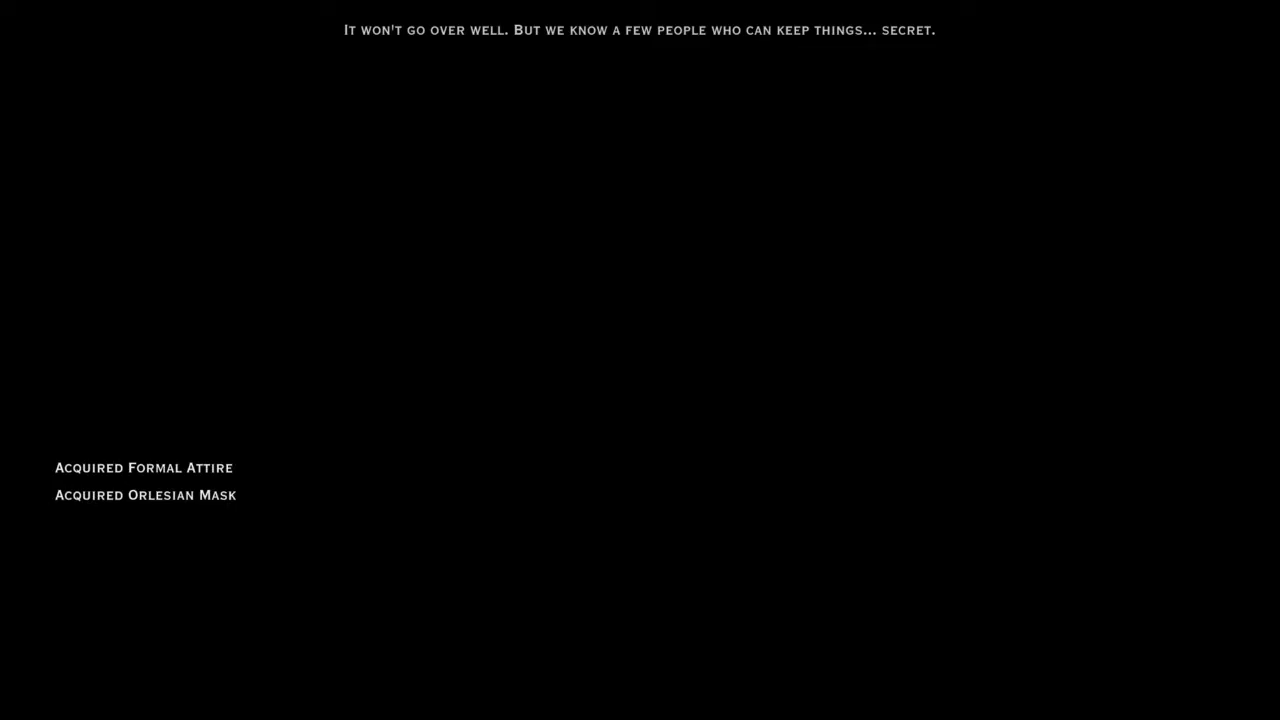 It won't go over well. But we know a few people who can keep things... secret.
Acquired Formal Attire
Acquired Orlesian Mask